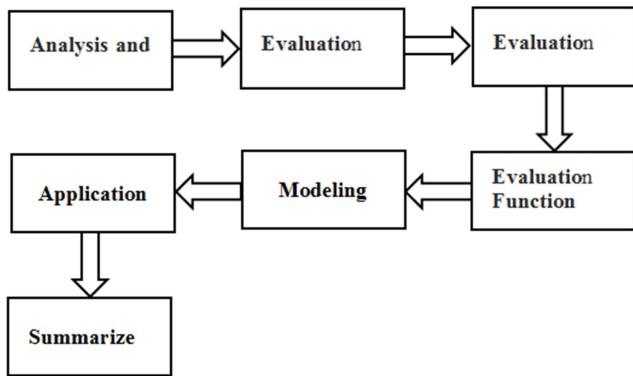 Analysis and
Evaluation
Evaluation
Evaluation
Function
Modeling
Application
Summarize